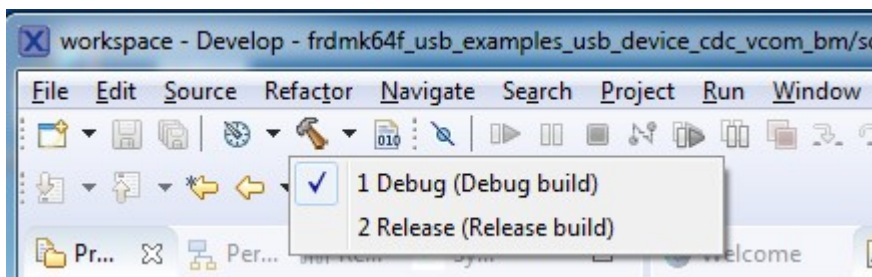 workspace - Develop - frdmk64f_usb_examples_usb_device_cdc_vcom_bm/s
File Edit Source Refactor Navigate Search Project Run Window
010
1 Debug (Debug build)
2 Release (Release build)
Pr... Per... Welcome